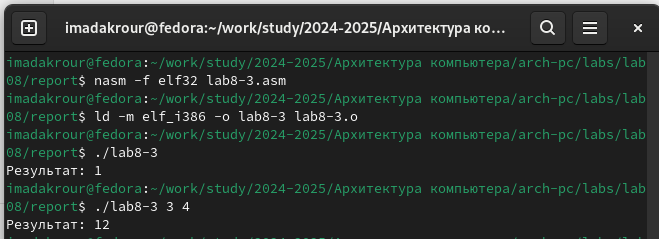 imadakrour@fedora:~/work/study/2024-2025/Архитектура ко...
imadakrour@fedora:~/work/study/2024-2025/Архитектура компьютера/arch-pc/labs/lab
08/report$ nasm -f elf32 lab8-3.asm
imadakrour@fedora:~/work/study/2024-2025/Архитектура компьютера/arch-pc/labs/lab
08/report$ ld -m elf_i386 -o lab8-3 lab8-3.o
imadakrour@fedora:~/work/study/2024-2025/Архитектура компьютера/arch-pc/labs/lab
08/report$ ./lab8-3
Результат: 1
imadakrour@fedora:~/work/study/2024-2025/Архитектура компьютера/arch-pc/labs/lab
08/report$ ./lab8-3 3 4
Результат: 12